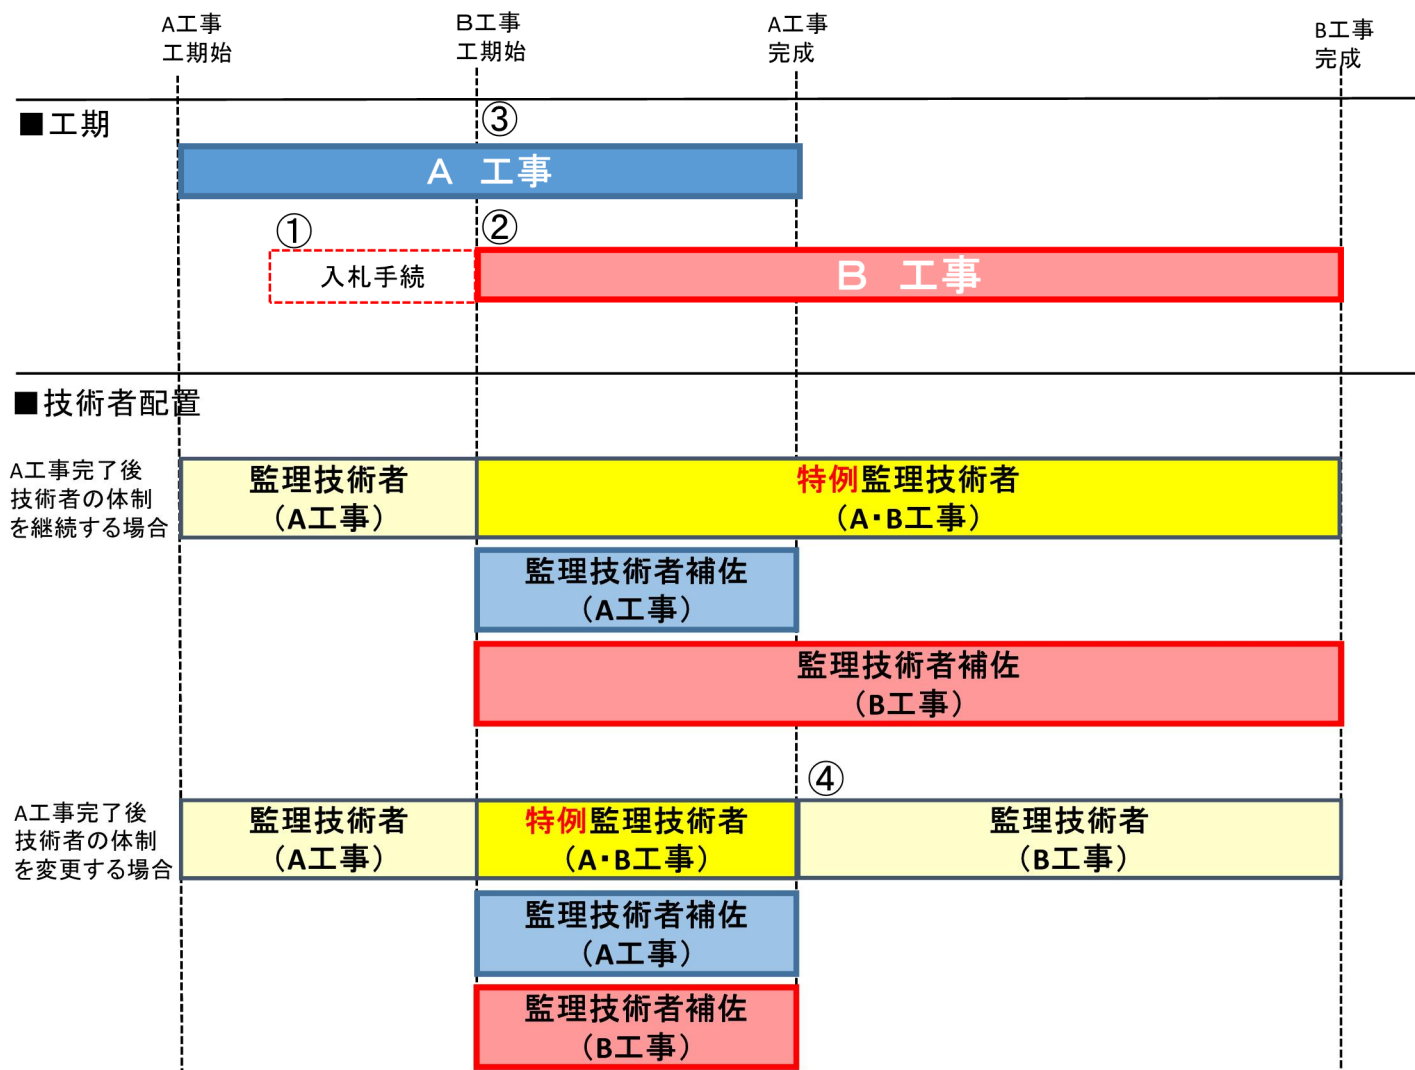 A工事
工期始
B工事
工期始
A工事
完成
B工事
完成
■工期
③
A 工事
①
②
入札手続
B 工事
■技術者配置
A工事完了後
技術者の体制
を継続する場合
監理技術者
（A工事）
特例監理技術者
（A・B工事）
監理技術者補佐
（A工事）
監理技術者補佐
（B工事）
④
A工事完了後
技術者の体制
を変更する場合
監理技術者
（A工事）
特例監理技術者
（A・B工事）
監理技術者
（B工事）
監理技術者補佐
（A工事）
監理技術者補佐
（B工事）